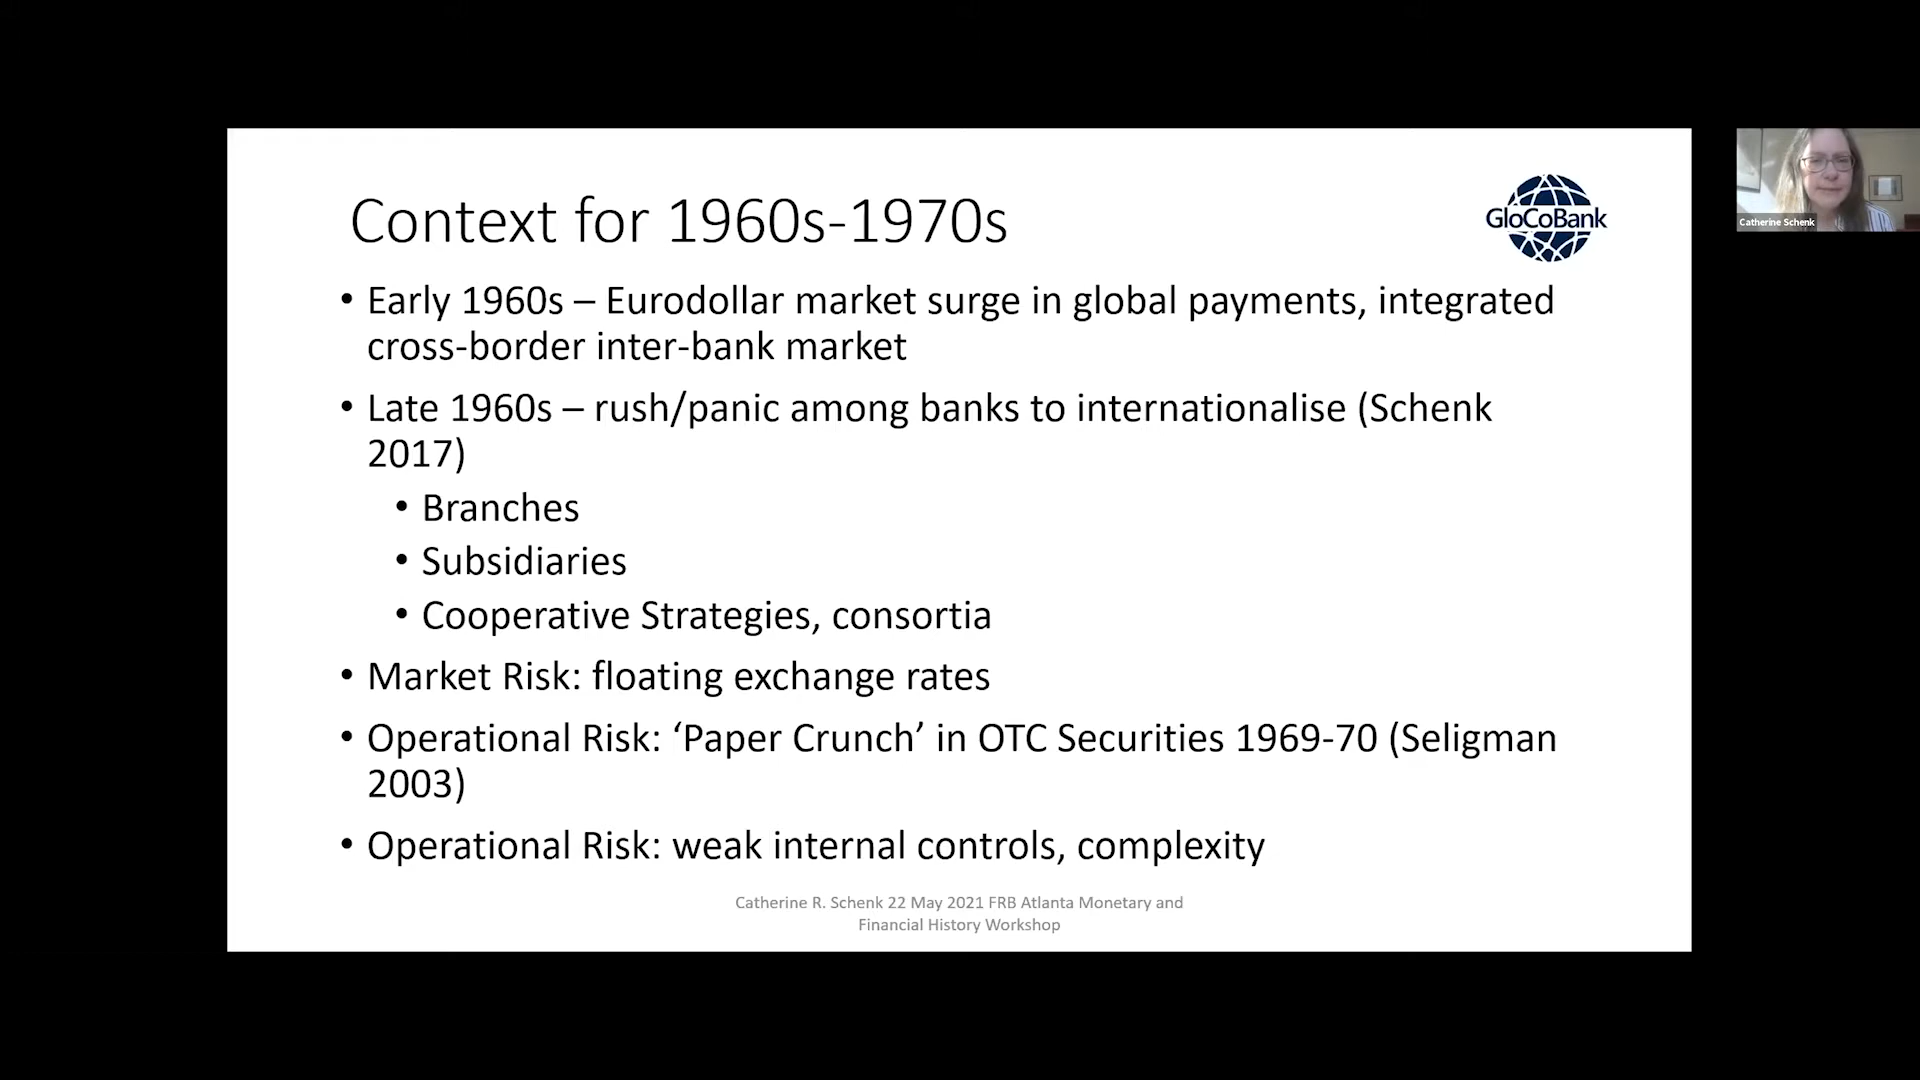 Context for 1960s-1970s
GloCoBank
Catherine Schenk
• Early 1960s – Eurodollar market surge in global payments, integrated
cross-border inter-bank market
• Late 1960s – rush/panic among banks to internationalise (Schenk
2017)
• Branches
• Subsidiaries
• Cooperative Strategies, consortia
• Market Risk: floating exchange rates
• Operational Risk: ‘Paper Crunch’ in OTC Securities 1969-70 (Seligman
2003)
• Operational Risk: weak internal controls, complexity
Catherine R. Schenk 22 May 2021 FRB Atlanta Monetary and
Financial History Workshop